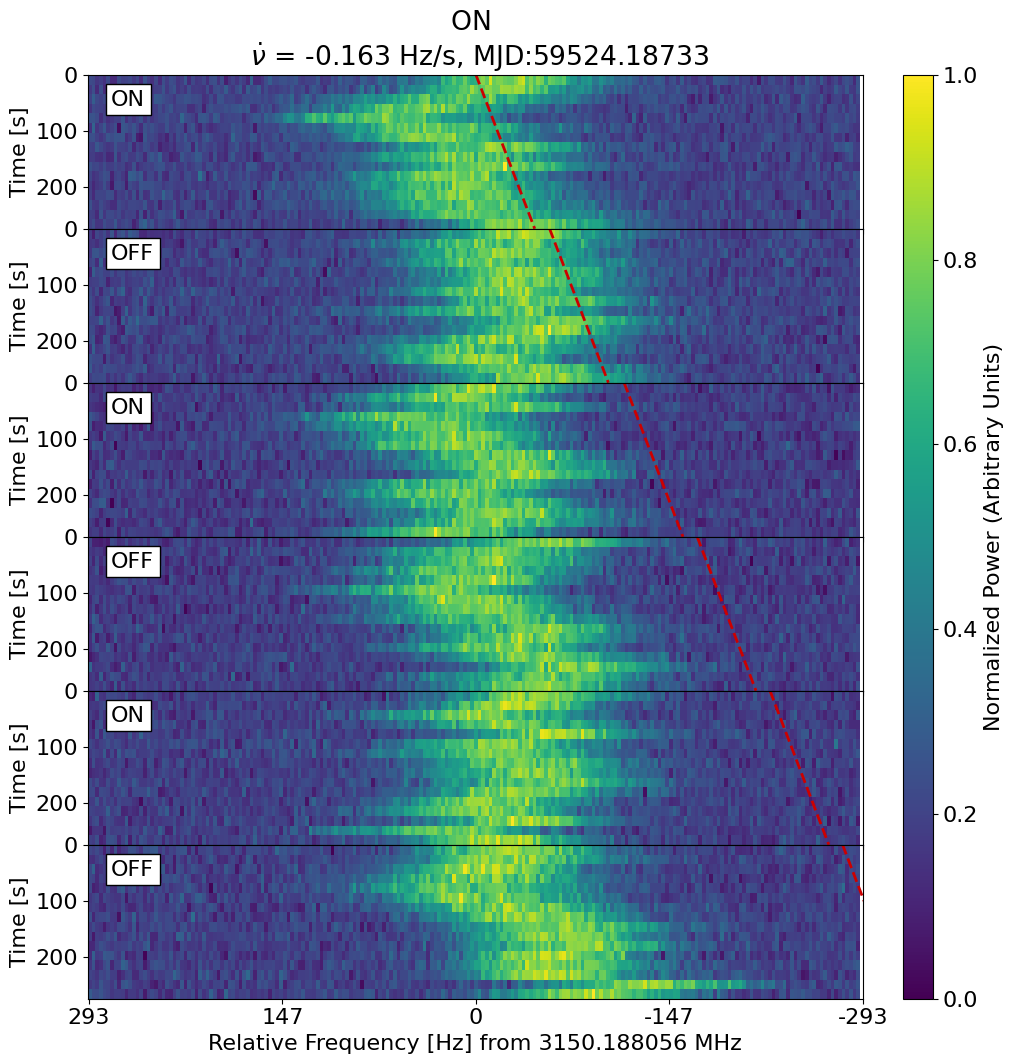 ON
ν̇ = -0.163 Hz/s, MJD:59524.18733
0
ON
Time [s]
100
200
0
OFF
Time [s]
100
200
0
ON
Time [s]
100
200
0
OFF
Time [s]
100
200
0
ON
Time [s]
100
200
0
OFF
Time [s]
100
200
293 147 0 -147 -293
Relative Frequency [Hz] from 3150.188056 MHz
1.0
0.8
0.6
0.4
0.2
0.0
Normalized Power (Arbitrary Units)